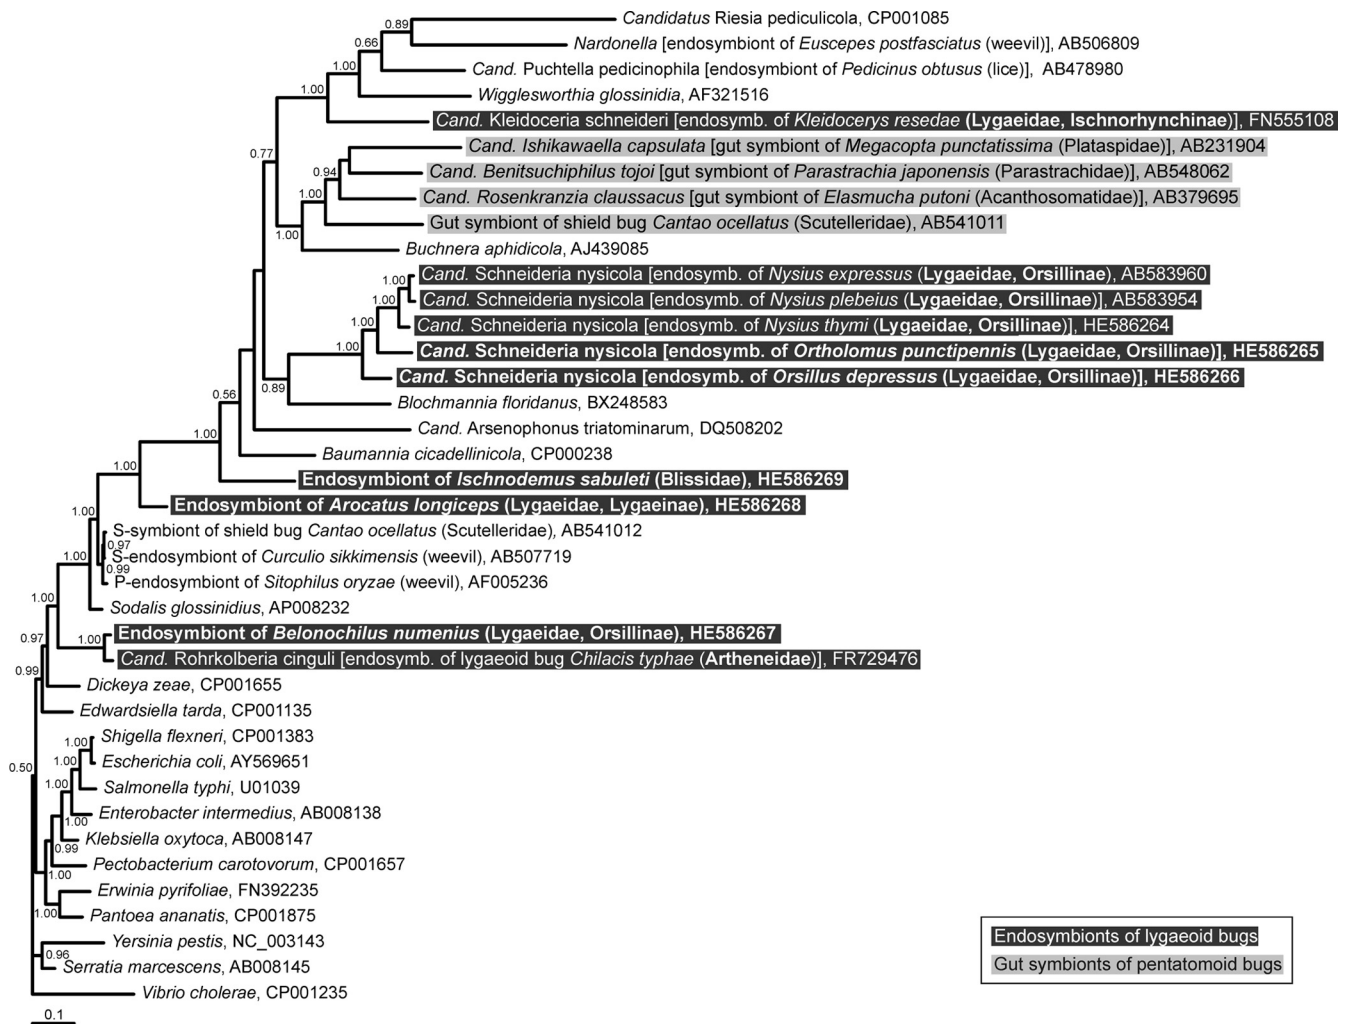 0.89
Candidatus Riesia pediculicola, CP001085
0.66
Nardonella [endosymbiont of Euscepes postfasciatus (weevil)], AB506809
1.00
Cand. Puchtella pedicinophila [endosymbiont of Pedicinus obtusus (lice)], AB478980
1.00
Wigglesworthia glossinidia, AF321516
Cand. Kleidoceria schneideri [endosymb. of Kleidocerys resedae (Lygaeidae, Ischnorhynchinae)], FN555108
0.77
Cand. Ishikawaella capsulata [gut symbiont of Megacopta punctatissima (Plataspidae)], AB231904
0.94
Cand. Benitsuchiphilus tojoi [gut symbiont of Parastrachia japonensis (Parastrachidae)], AB548062
1.00
Cand. Rosenkranzia claussacus [gut symbiont of Elasmucha putoni (Acanthosomatidae)], AB379695
Gut symbiont of shield bug Cantao ocellatus (Scutelleridae), AB541011
1.00
Buchnera aphidicola, AJ439085
1.00
Cand. Schneideria nysicola [endosymb. of Nysius expressus (Lygaeidae, Orsillinae), AB583960
1.00
Cand. Schneideria nysicola [endosymb. of Nysius plebeius (Lygaeidae, Orsillinae)], AB583954
1.00
Cand. Schneideria nysicola [endosymb. of Nysius thymi (Lygaeidae, Orsillinae)], HE586264
1.00
Cand. Schneideria nysicola [endosymb. of Ortholomus punctipennis (Lygaeidae, Orsillinae)], HE586265
0.89
Cand. Schneideria nysicola [endosymb. of Orsillus depressus (Lygaeidae, Orsillinae)], HE586266
0.56
Blochmannia floridanus, BX248583
1.00
Cand. Arsenophonus triatominarum, DQ508202
Baumannia cicadellinicola, CP000238
1.00
Endosymbiont of Ischnodemus sabuleti (Blissidae), HE586269
1.00
Endosymbiont of Arocatus longiceps (Lygaeidae, Lygaeinae), HE586268
S-symbiont of shield bug Cantao ocellatus (Scutelleridae), AB541012
0.97
1.00
S-endosymbiont of Curculio sikkimensis (weevil), AB507719
0.99
P-endosymbiont of Sitophilus oryzae (weevil), AF005236
1.00
Sodalis glossinidius, AP008232
0.97
1.00
Endosymbiont of Belonochilus numenius (Lygaeidae, Orsillinae), HE586267
0.99
Cand. Rohrkolberia cinguli [endosymb. of lygaeoid bug Chilacis typhae (Artheneidae)], FR729476
Dickeya zeae, CP001655
Edwardsiella tarda, CP001135
1.00
Shigella flexneri, CP001383
0.50
1.00
Escherichia coli, AY569651
1.00
Salmonella typhi, U01039
1.00
Enterobacter intermedius, AB008138
0.99
Klebsiella oxytoca, AB008147
1.00
Pectobacterium carotovorum, CP001657
Erwinia pyrifoliae, FN392235
1.00
Pantoea ananatis, CP001875
Yersinia pestis, NC_003143
0.96
Serratia marcescens, AB008145
Vibrio cholerae, CP001235
0.1
Endosymbionts of lygaeoid bugs
Gut symbionts of pentatomoid bugs